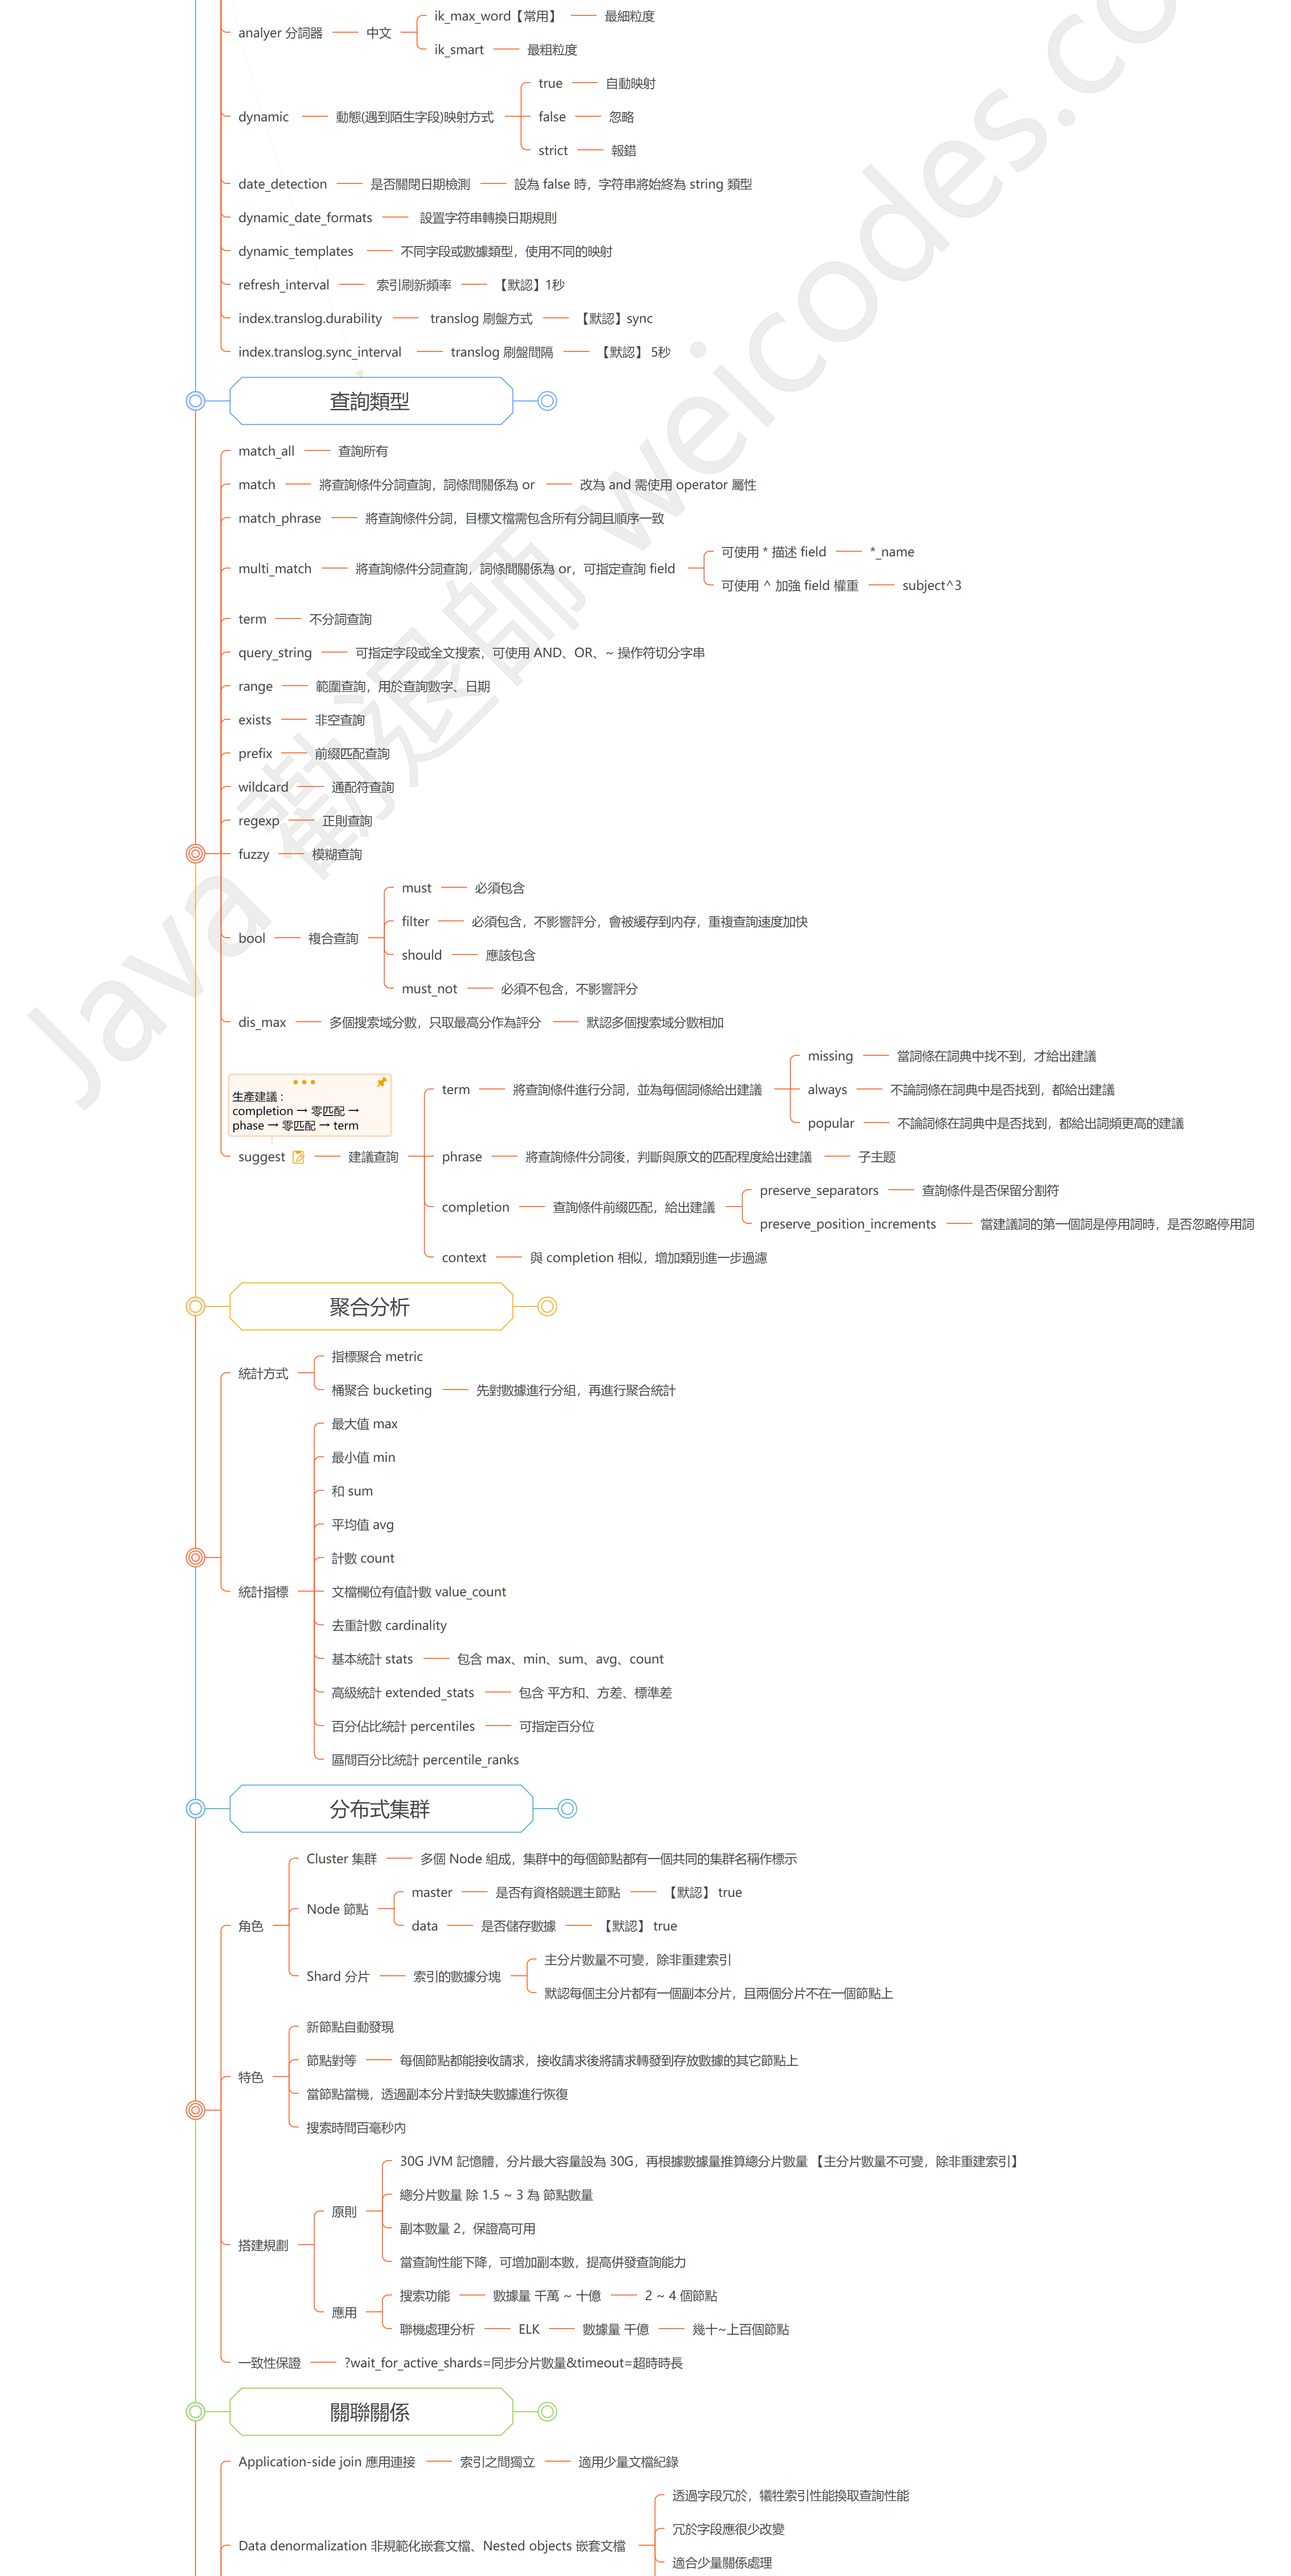 analyer 分詞器
中文
ik_max_word【常用】
最細粒度
ik_smart
最粗粒度
dynamic
動態(遇到陌生字段)映射方式
true
自動映射
false
忽略
strict
報錯
date_detection
是否關閉日期檢測
設為 false 時，字符串將始終為 string 類型
dynamic_date_formats
設置字符串轉換日期規則
dynamic_templates
不同字段或數據類型，使用不同的映射
refresh_interval
索引刷新頻率
【默認】1秒
index.translog.durability
translog 刷盤方式
【默認】sync
index.translog.sync_interval
translog 刷盤間隔
【默認】 5秒
查詢類型
match_all
查詢所有
match
將查詢條件分詞查詢，詞條間關係為 or
改為 and 需使用 operator 屬性
match_phrase
將查詢條件分詞，目標文檔需包含所有分詞且順序一致
multi_match
將查詢條件分詞查詢，詞條間關係為 or，可指定查詢 field
可使用 * 描述 field
*_name
可使用 ^ 加強 field 權重
subject^3
term
不分詞查詢
query_string
可指定字段或全文搜索，可使用 AND、OR、~ 操作符切分字串
range
範圍查詢，用於查詢數字、日期
exists
非空查詢
prefix
前綴匹配查詢
wildcard
通配符查詢
regexp
正則查詢
fuzzy
模糊查詢
bool
複合查詢
must
必須包含
filter
必須包含，不影響評分，會被緩存到內存，重複查詢速度加快
should
應該包含
must_not
必須不包含，不影響評分
dis_max
多個搜索域分數，只取最高分作為評分
默認多個搜索域分數相加
生產建議：
completion → 零匹配 →
phase → 零匹配 → term
suggest
建議查詢
term
將查詢條件進行分詞，並為每個詞條給出建議
missing
當詞條在詞典中找不到，才給出建議
always
不論詞條在詞典中是否找到，都給出建議
popular
不論詞條在詞典中是否找到，都給出詞頻更高的建議
phrase
將查詢條件分詞後，判斷與原文的匹配程度給出建議
子主題
completion
查詢條件前綴匹配，給出建議
preserve_separators
查詢條件是否保留分割符
preserve_position_increments
當建議詞的第一個詞是停用詞時，是否忽略停用詞
context
與 completion 相似，增加類別進一步過濾
聚合分析
統計方式
指標聚合 metric
桶聚合 bucketing
先對數據進行分組，再進行聚合統計
統計指標
最大值 max
最小值 min
和 sum
平均值 avg
計數 count
文檔欄位有值計數 value_count
去重計數 cardinality
基本統計 stats
包含 max、min、sum、avg、count
高級統計 extended_stats
包含 平方和、方差、標準差
百分佔比統計 percentiles
可指定百分位
區間百分比統計 percentile_ranks
分布式集群
角色
Cluster 集群
多個 Node 組成，集群中的每個節點都有一個共同的集群名稱作標示
Node 節點
master
是否有資格競選主節點
【默認】 true
data
是否儲存數據
【默認】 true
Shard 分片
索引的數據分塊
主分片數量不可變，除非重建索引
默認每個主分片都有一個副本分片，且兩個分片不在一個節點上
特色
新節點自動發現
節點對等
每個節點都能接收請求，接收請求後將請求轉發到存放數據的其它節點上
當節點當機，透過副本分片對缺失數據進行恢復
搜索時間百毫秒內
搭建規劃
原則
30G JVM 記憶體，分片最大容量設為 30G，再根據數據量推算總分片數量 【主分片數量不可變，除非重建索引】
總分片數量 除 1.5 ~ 3 為 節點數量
副本數量 2，保證高可用
當查詢性能下降，可增加副本數，提高併發查詢能力
應用
搜索功能
數據量 千萬 ~ 十億
2 ~ 4 個節點
聯機處理分析
ELK
數據量 千億
幾十~上百個節點
一致性保證
?wait_for_active_shards=同步分片數量&timeout=超時時長
關聯關係
Application-side join 應用連接
索引之間獨立
適用少量文檔紀錄
Data denormalization 非規範化嵌套文檔、Nested objects 嵌套文檔
透過字段冗於，犧牲索引性能換取查詢性能
冗於字段應很少改變
適合少量關係處理
Java 勸退師 weicodes.co